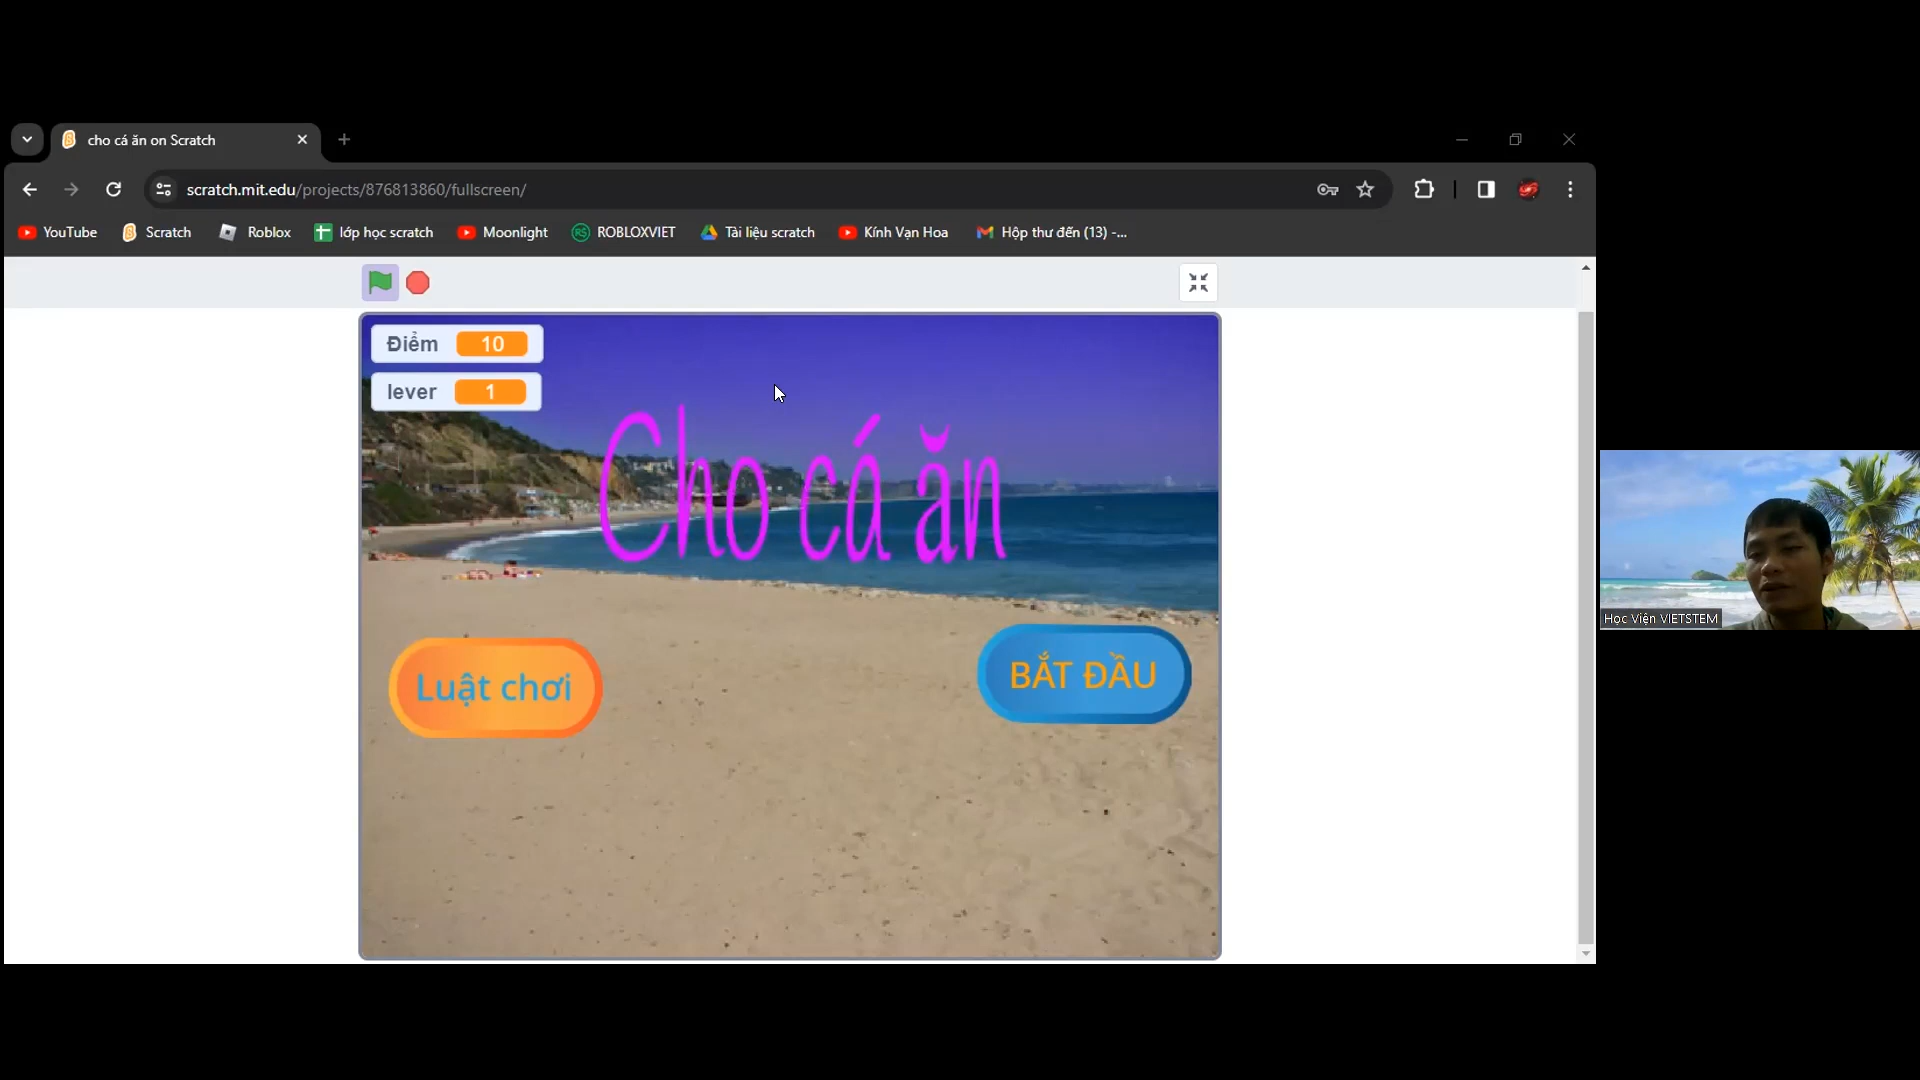 cho cá ăn on Scratch
scratch.mit.edu/projects/876813860/fullscreen/
YouTube Scratch Roblox lớp học scratch Moonlight ROBLOXVIET Tài liệu scratch Kính Vạn Hoa Hộp thư đến (13) -...
Điểm 10
lever 1
Cho cá ăn
Luật chơi
BẮT ĐẦU
Học Viện VIETSTEM